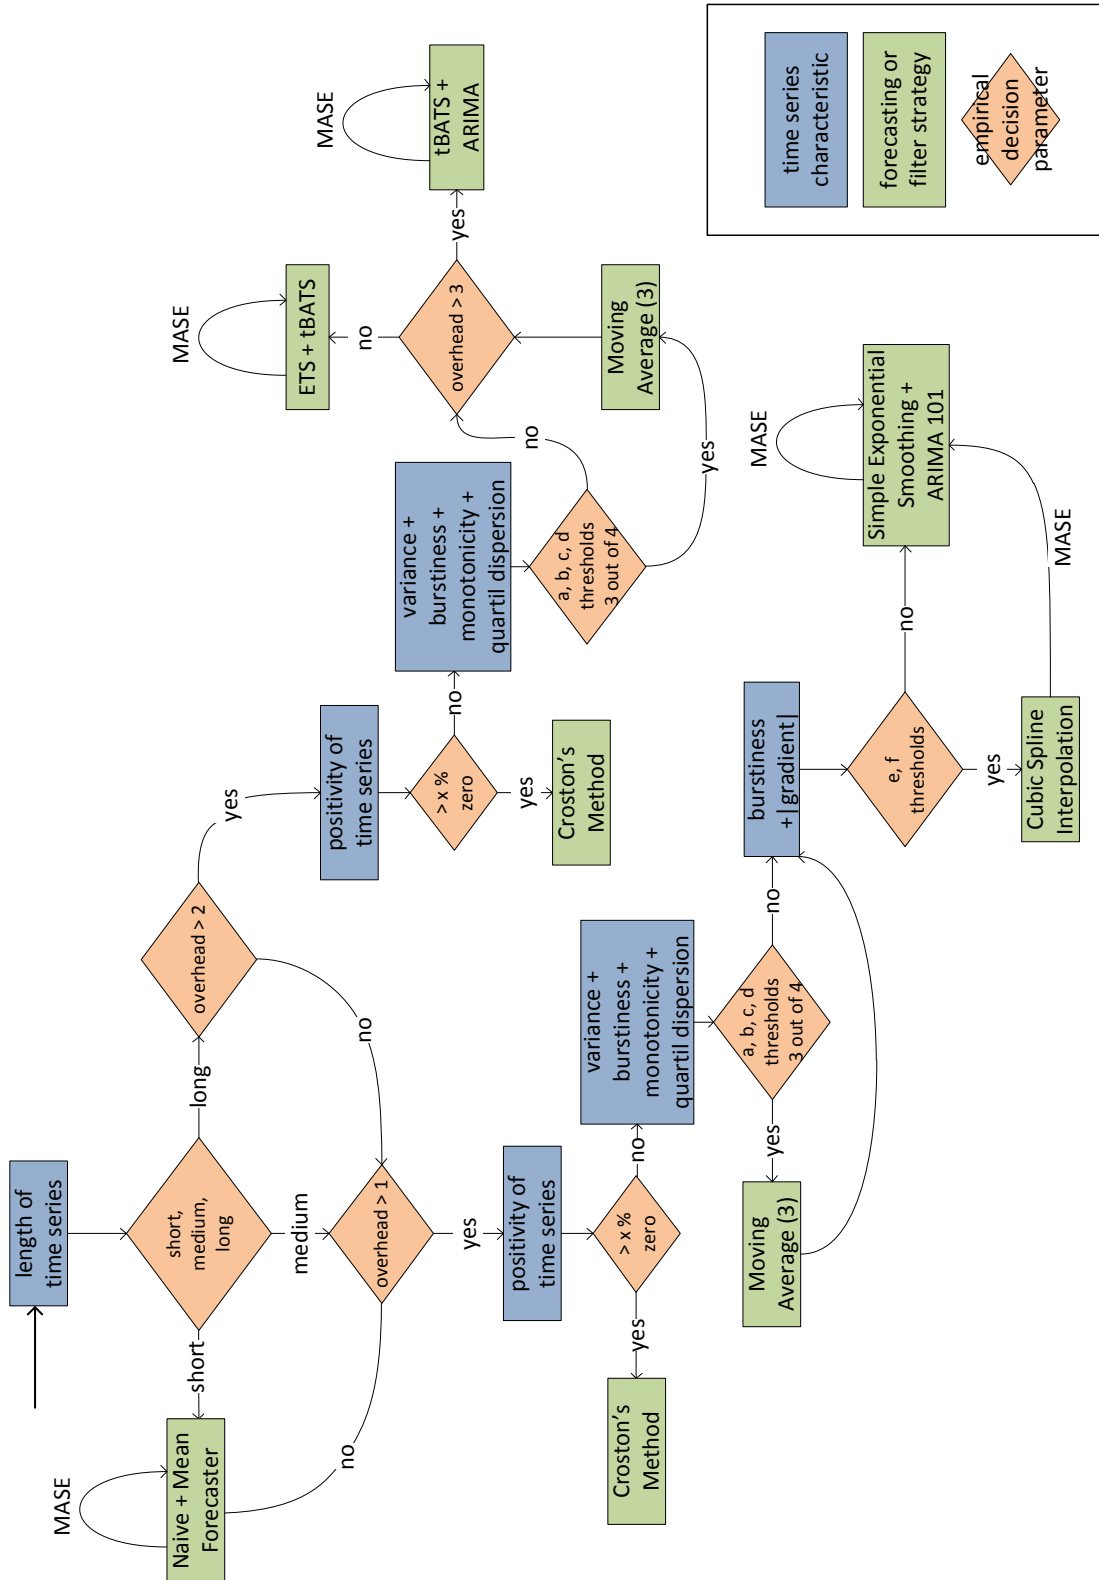 length of
time series
short,
medium,
long
short
medium
long
Naive + Mean
Forecaster
MASE
no
overhead > 1
no
overhead > 2
yes
yes
positivity of
time series
> x %
zero
yes
Croston's
Method
no
variance +
burstiness +
monotonicity +
quartil dispersion
a, b, c, d
thresholds
3 out of 4
yes
Moving
Average (3)
no
burstiness
+|gradient|
e, f
thresholds
yes
Cubic Spline
Interpolation
MASE
no
Simple Exponential
Smoothing +
ARIMA 101
MASE
positivity of
time series
> x %
zero
yes
Croston's
Method
no
variance +
burstiness +
monotonicity +
quartil dispersion
a, b, c, d
thresholds
3 out of 4
yes
Moving
Average (3)
no
overhead > 3
no
ETS + tBATS
MASE
yes
tBATS +
ARIMA
MASE
time series
characteristic
forecasting or
filter strategy
empirical
decision
parameter